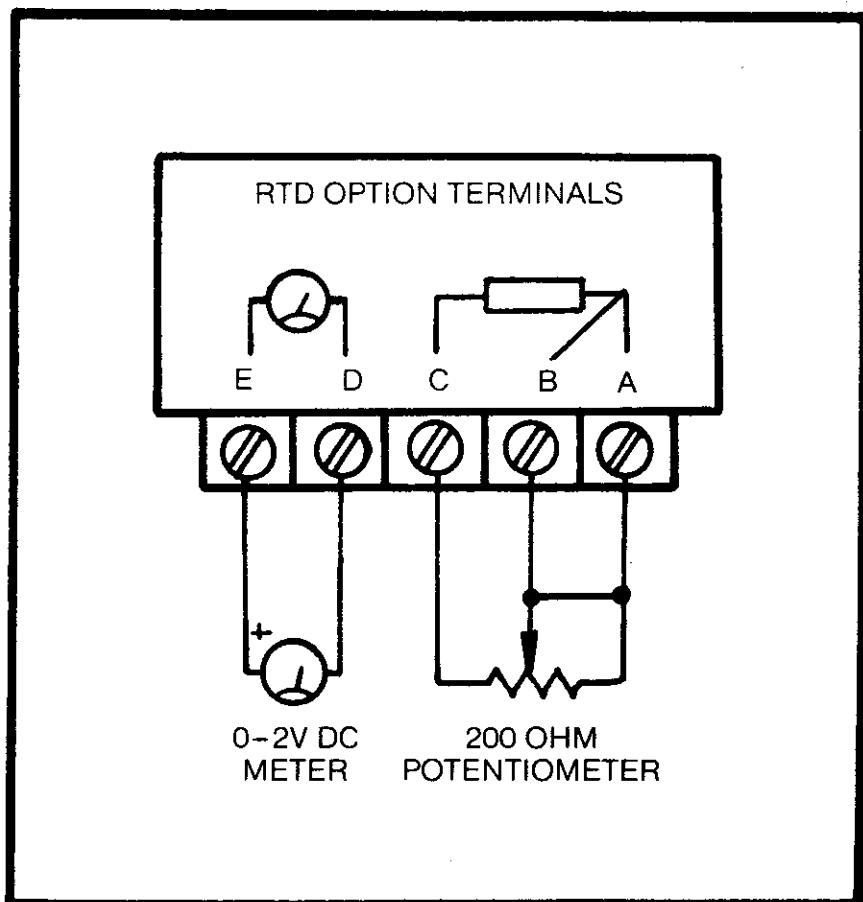 RTD OPTION TERMINALS
E D C B A
+
0-2V DC
METER
200 OHM
POTENTIOMETER